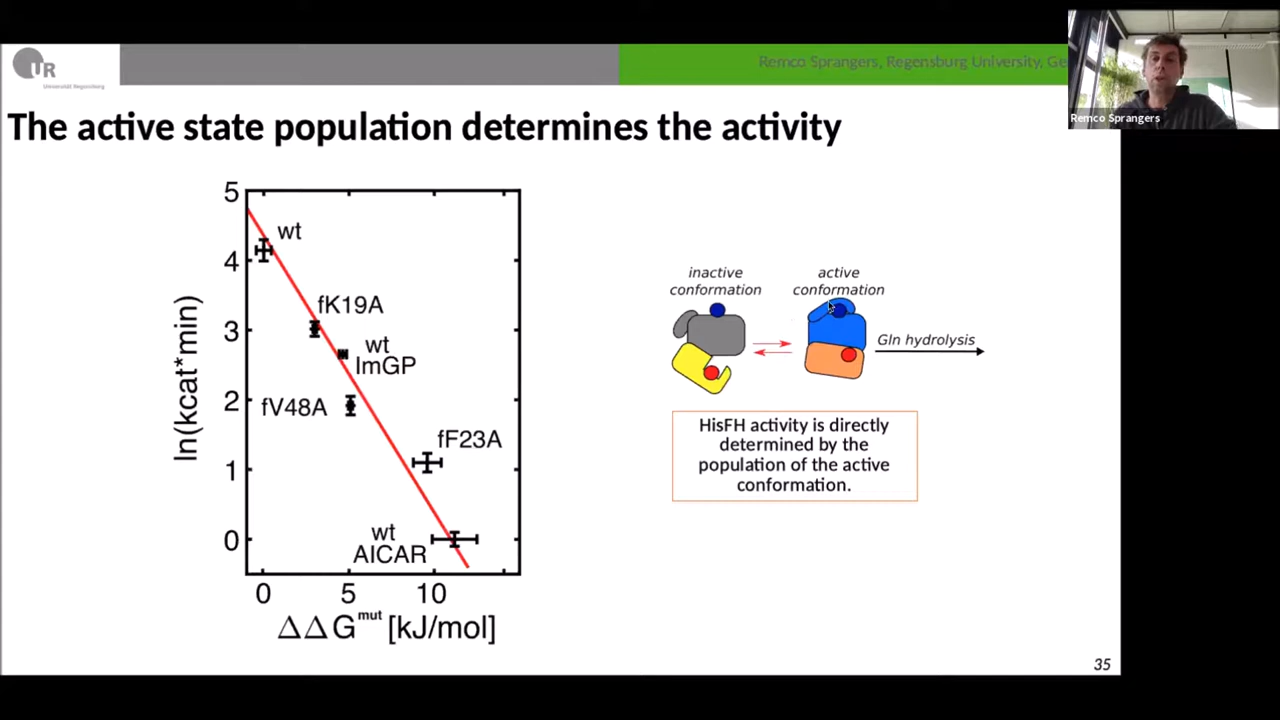 UR
Universität Regensburg
Remco Sprangers, Regensburg University, Ge
Remco Sprangers
The active state population determines the activity
5
4
3
2
1
0
ln(kcat*min)
wt
fK19A
wt
ImGP
fV48A
fF23A
wt
AICAR
0 5 10
ΔΔG^mut [kJ/mol]
inactive
conformation
active
conformation
Gln hydrolysis
HisFH activity is directly
determined by the
population of the active
conformation.
35